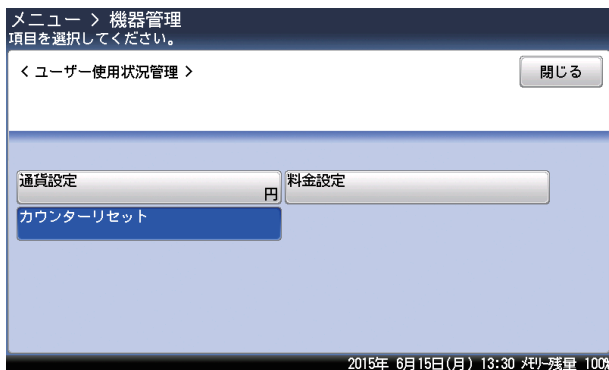 メニュー > 機器管理
項目を選択してください。
< ユーザー使用状況管理 >
閉じる
通貨設定
円
料金設定
カウンターリセット
2015年 6月15日(月) 13:30 メモリー残量 100%